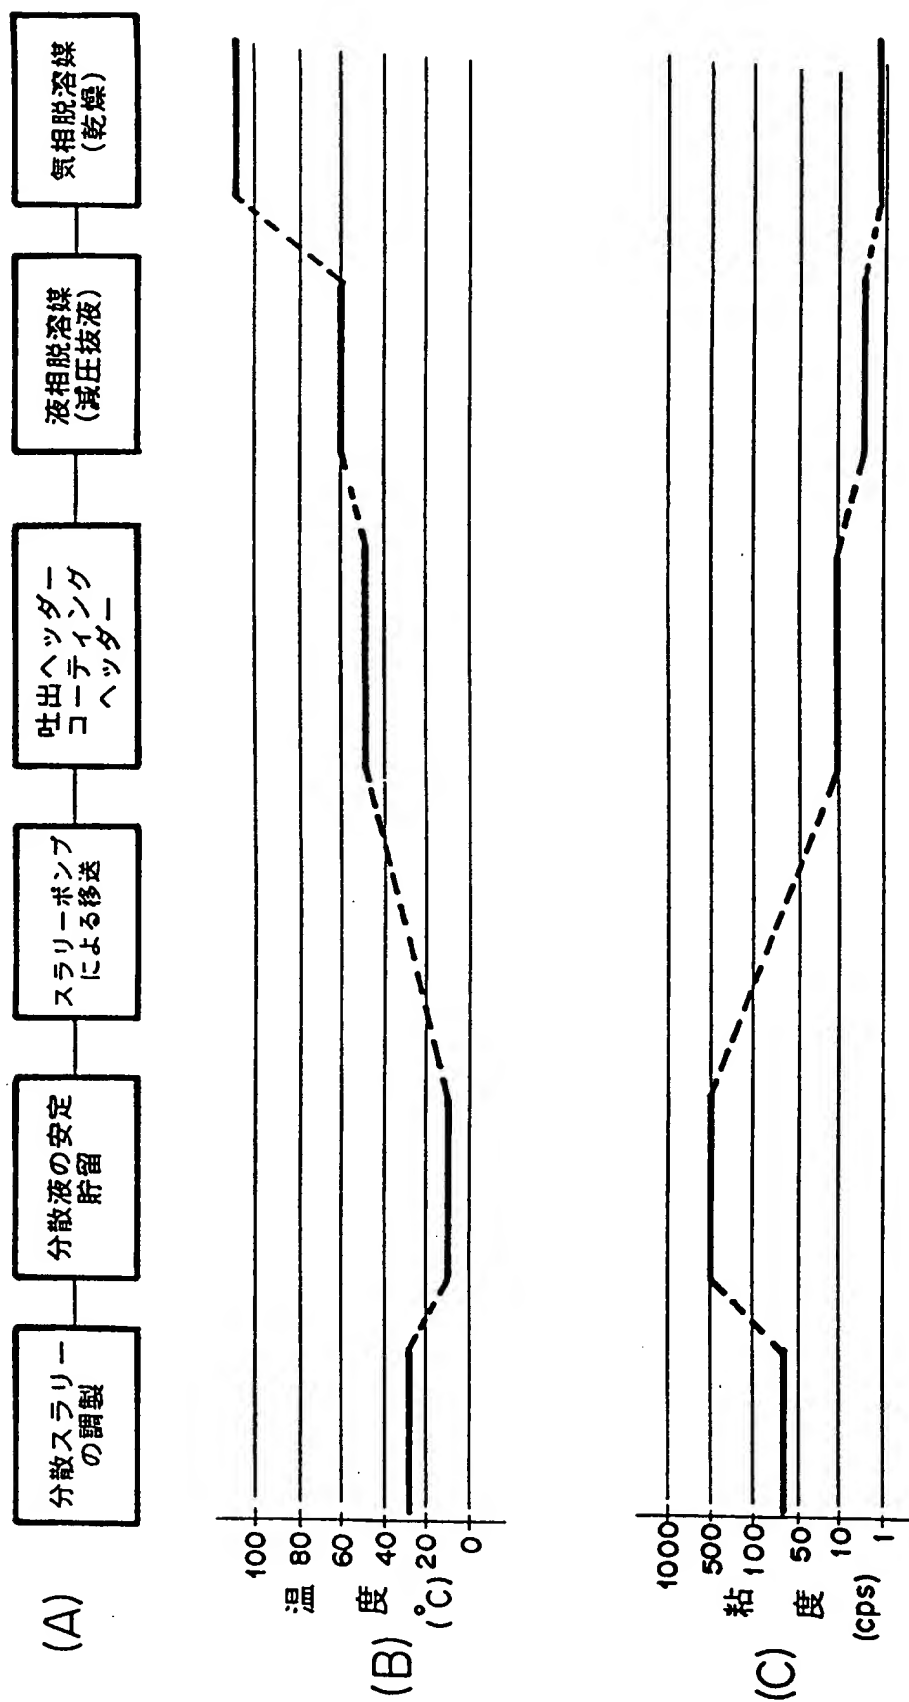 (A)
分散スラリー
の調製
分散液の安定
貯留
スラリーポンプ
による移送
吐出ヘッダー
コーティング
ヘッダー
液相脱溶媒
(減圧抜液)
気相脱溶媒
(乾燥)
(B)
温度
(°C)
100
80
60
40
20
0
(C)
粘度
(cps)
1000
500
100
50
10
1